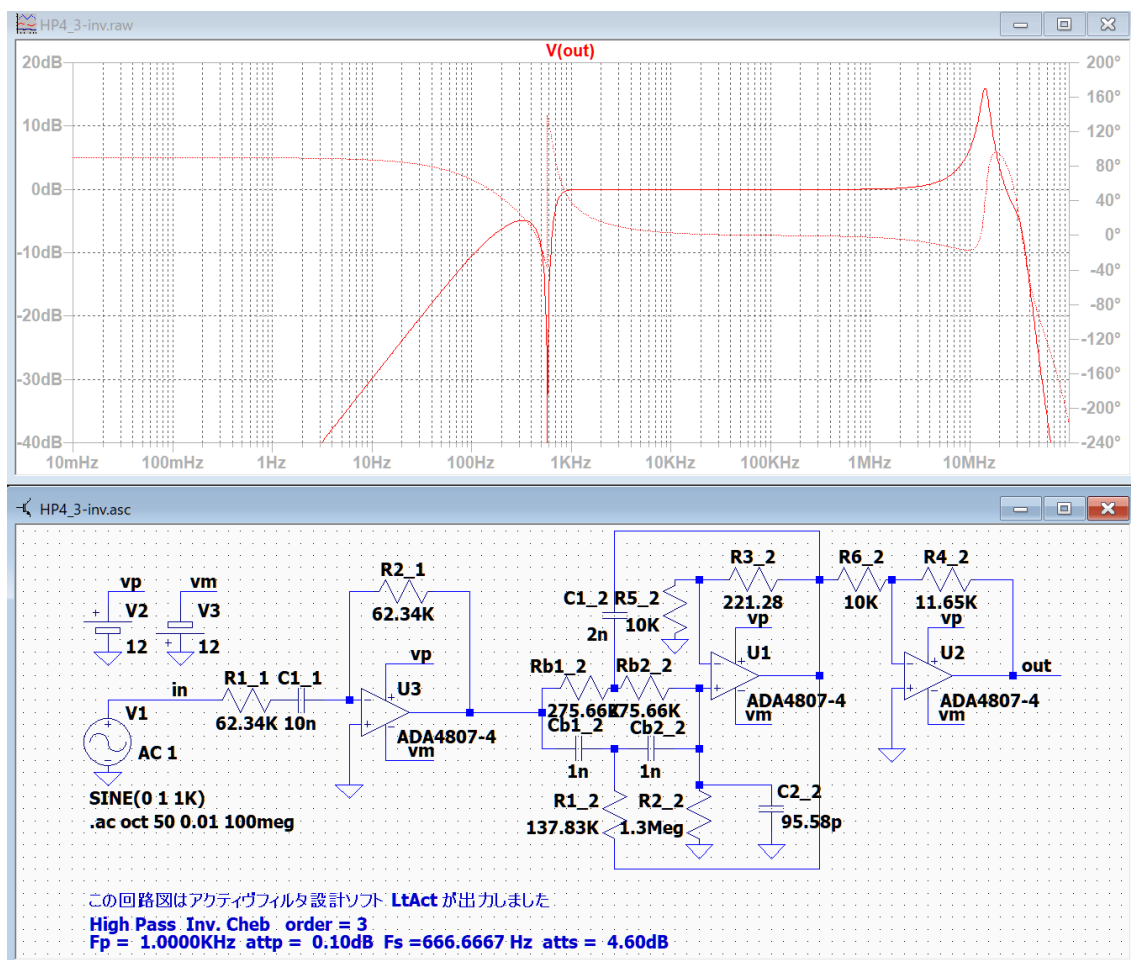 HP4_3-inv.raw
V(out)
20dB
10dB
0dB
-10dB
-20dB
-30dB
-40dB
200°
160°
120°
80°
40°
0°
-40°
-80°
-120°
-160°
-200°
-240°
10mHz 100mHz 1Hz 10Hz 100Hz 1KHz 10KHz 100KHz 1MHz 10MHz
HP4_3-inv.asc
vp vm
V2 V3
12 12
in
V1
AC 1
SINE(0 1 1K)
.ac oct 50 0.01 100meg
R1_1 C1_1
62.34K 10n
R2_1
62.34K
vp
U3
ADA4807-4
vm
Rb1_2 Rb2_2
275.66K 275.66K
Cb1_2 Cb2_2
1n 1n
R1_2 R2_2
137.83K 1.3Meg
C2_2
95.58p
C1_2 R5_2
2n 10K
R3_2
221.28
vp
U1
ADA4807-4
vm
R6_2 R4_2
10K 11.65K
vp
U2
ADA4807-4
vm
out
この回路図はアクティヴフィルタ設計ソフト LtAct が出力しました
High Pass Inv. Cheb order = 3
Fp = 1.0000KHz attp = 0.10dB Fs =666.6667 Hz atts = 4.60dB